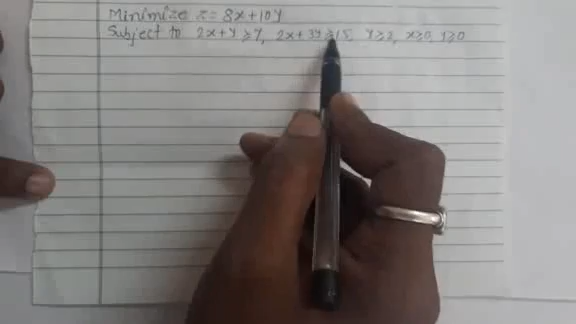 Minimize z = 8x+10y
Subject to 2x+y ≥7, 2x+3y ≥15, y≥2, x≥0, y≥0